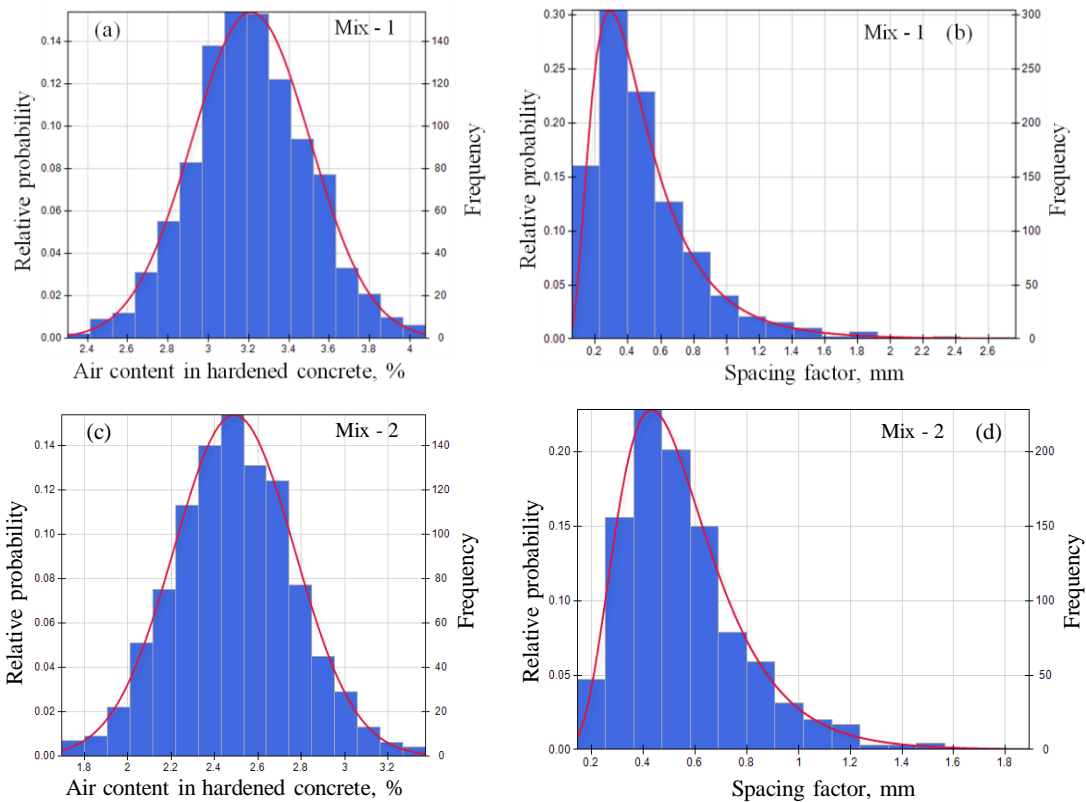 (a)
Mix - 1
Relative probability
0.14
0.12
0.10
0.08
0.06
0.04
0.02
0.00
Frequency
140
120
100
80
60
40
20
0
2.4 2.6 2.8 3 3.2 3.4 3.6 3.8 4
Air content in hardened concrete, %
Mix - 1 (b)
Relative probability
0.30
0.25
0.20
0.15
0.10
0.05
0.00
Frequency
300
250
200
150
100
50
0
0.2 0.4 0.6 0.8 1 1.2 1.4 1.6 1.8 2 2.2 2.4 2.6
Spacing factor, mm
(c)
Mix - 2
Relative probability
0.14
0.12
0.10
0.08
0.06
0.04
0.02
0.00
Frequency
140
120
100
80
60
40
20
0
1.8 2 2.2 2.4 2.6 2.8 3 3.2
Air content in hardened concrete, %
Mix - 2 (d)
Relative probability
0.20
0.15
0.10
0.05
0.00
Frequency
200
150
100
50
0
0.2 0.4 0.6 0.8 1 1.2 1.4 1.6 1.8
Spacing factor, mm